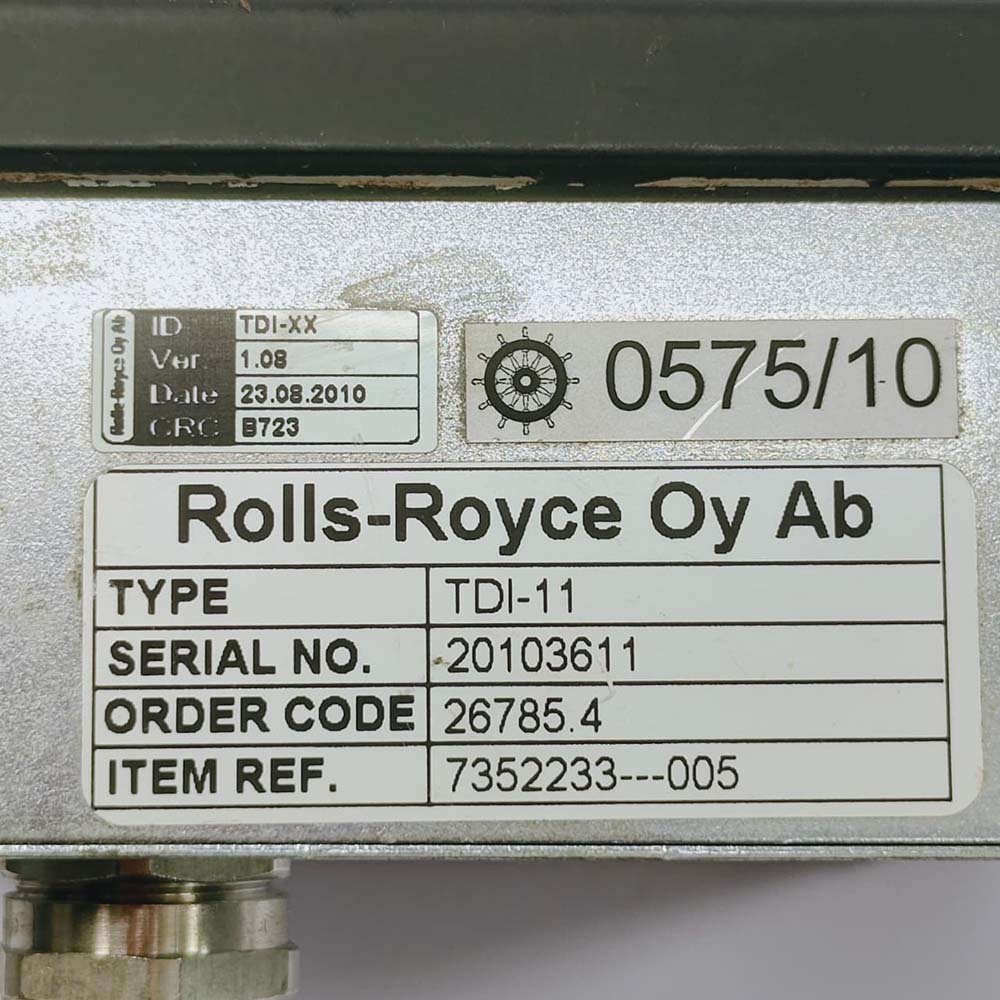 Rolls-Royce Oy Ab
ID TDI-XX
Ver. 1.08
Date 23.08.2010
CRC B723
0575/10
Rolls-Royce Oy Ab
TYPE TDI-11
SERIAL NO. 20103611
ORDER CODE 26785.4
ITEM REF. 7352233---005